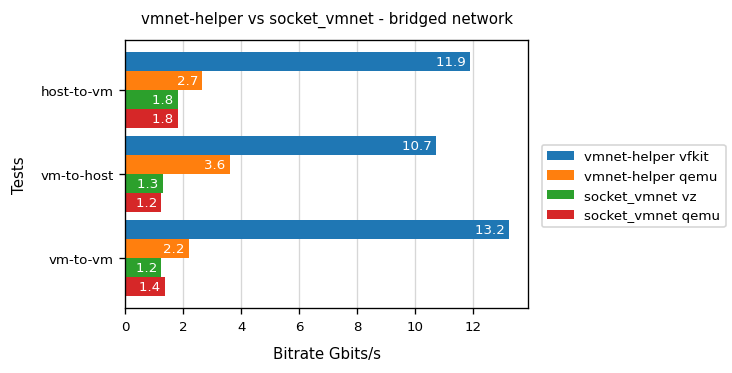 vmnet-helper vs socket_vmnet - bridged network
Tests
host-to-vm
11.9
2.7
1.8
1.8
vm-to-host
10.7
3.6
1.3
1.2
vm-to-vm
13.2
2.2
1.2
1.4
0 2 4 6 8 10 12
Bitrate Gbits/s
vmnet-helper vfkit
vmnet-helper qemu
socket_vmnet vz
socket_vmnet qemu